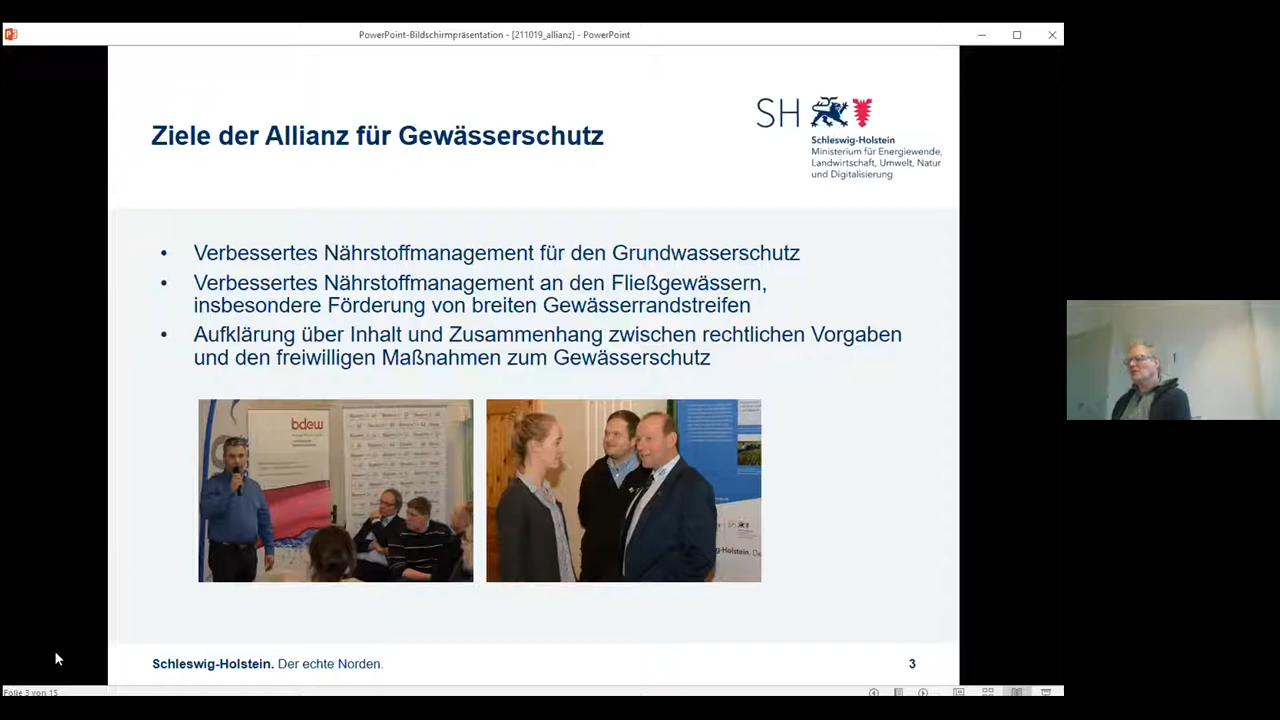 PowerPoint-Bildschirmpräsentation - [211019_allianz] - PowerPoint
Ziele der Allianz für Gewässerschutz
SH
Schleswig-Holstein
Ministerium für Energiewende,
Landwirtschaft, Umwelt, Natur
und Digitalisierung
• Verbessertes Nährstoffmanagement für den Grundwasserschutz
• Verbessertes Nährstoffmanagement an den Fließgewässern,
insbesondere Förderung von breiten Gewässerrandstreifen
• Aufklärung über Inhalt und Zusammenhang zwischen rechtlichen Vorgaben
und den freiwilligen Maßnahmen zum Gewässerschutz
bdew
Schleswig-Holstein. Der echte Norden.
3
Folie 3 von 15